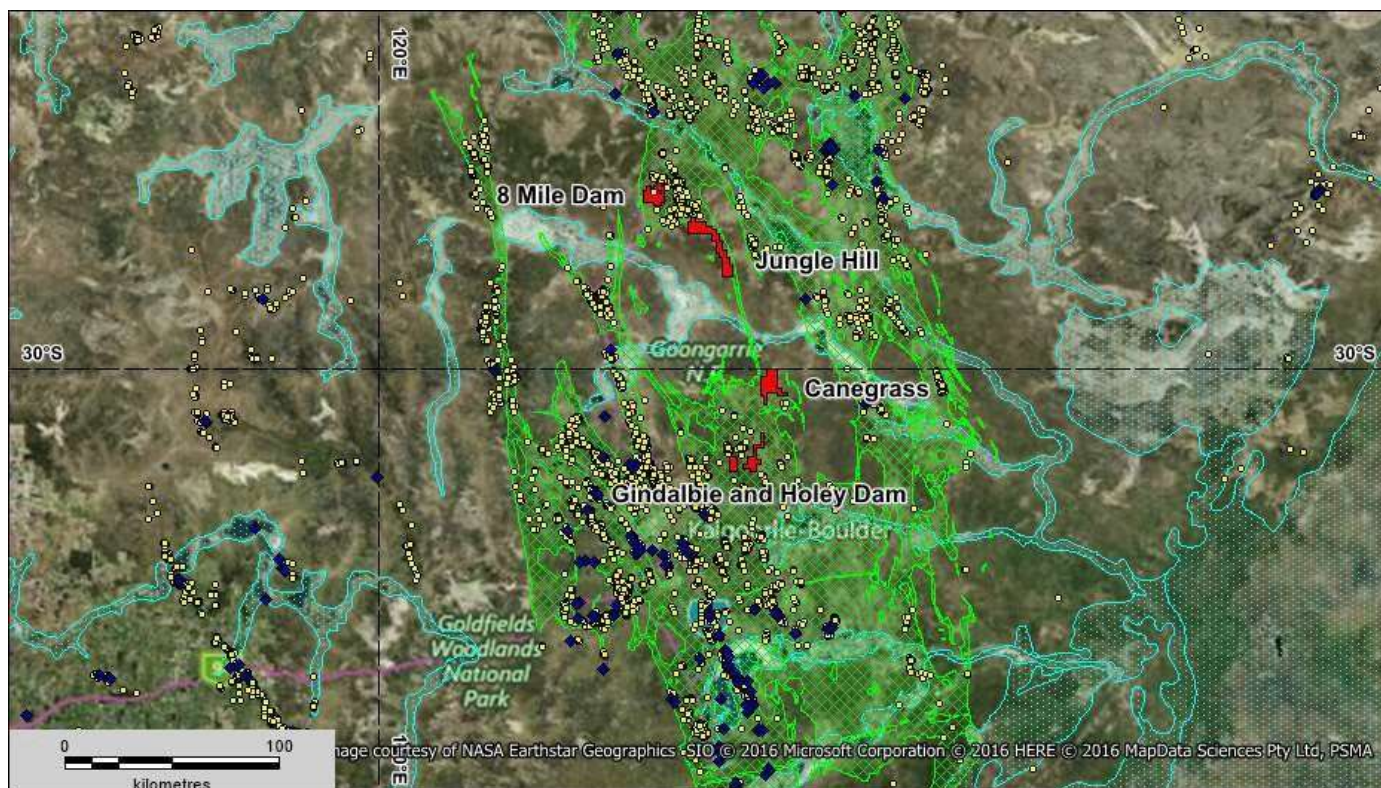 120°E
8 Mile Dam
Jungle Hill
30°S
30°S
Goongarrie
N.P.
Canegrass
Gindalbie and Holey Dam
Kalgoorlie-Boulder
Goldfields
Woodlands
National
Park
0 100
kilometres
120°E
mage courtesy of NASA Earthstar Geographics SIO © 2016 Microsoft Corporation © 2016 HERE © 2016 MapData Sciences Pty Ltd, PSMA